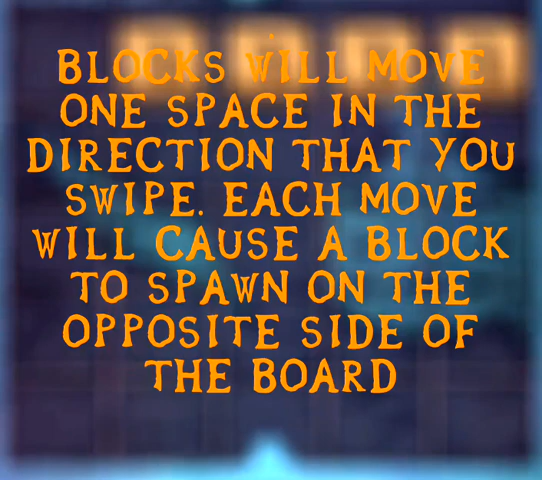 BLOCKS WILL MOVE
ONE SPACE IN THE
DIRECTION THAT YOU
SWIPE. EACH MOVE
WILL CAUSE A BLOCK
TO SPAWN ON THE
OPPOSITE SIDE OF
THE BOARD